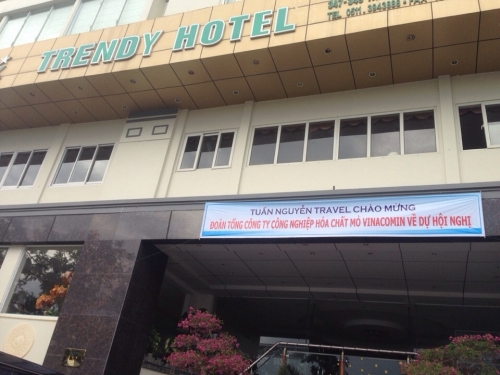 TRENDY HOTEL
TUẤN NGUYỄN TRAVEL CHÀO MỪNG
ĐOÀN TỔNG CÔNG TY CÔNG NGHIỆP HÓA CHẤT MỎ VINACOMIN VỀ DỰ HỘI NGHỊ